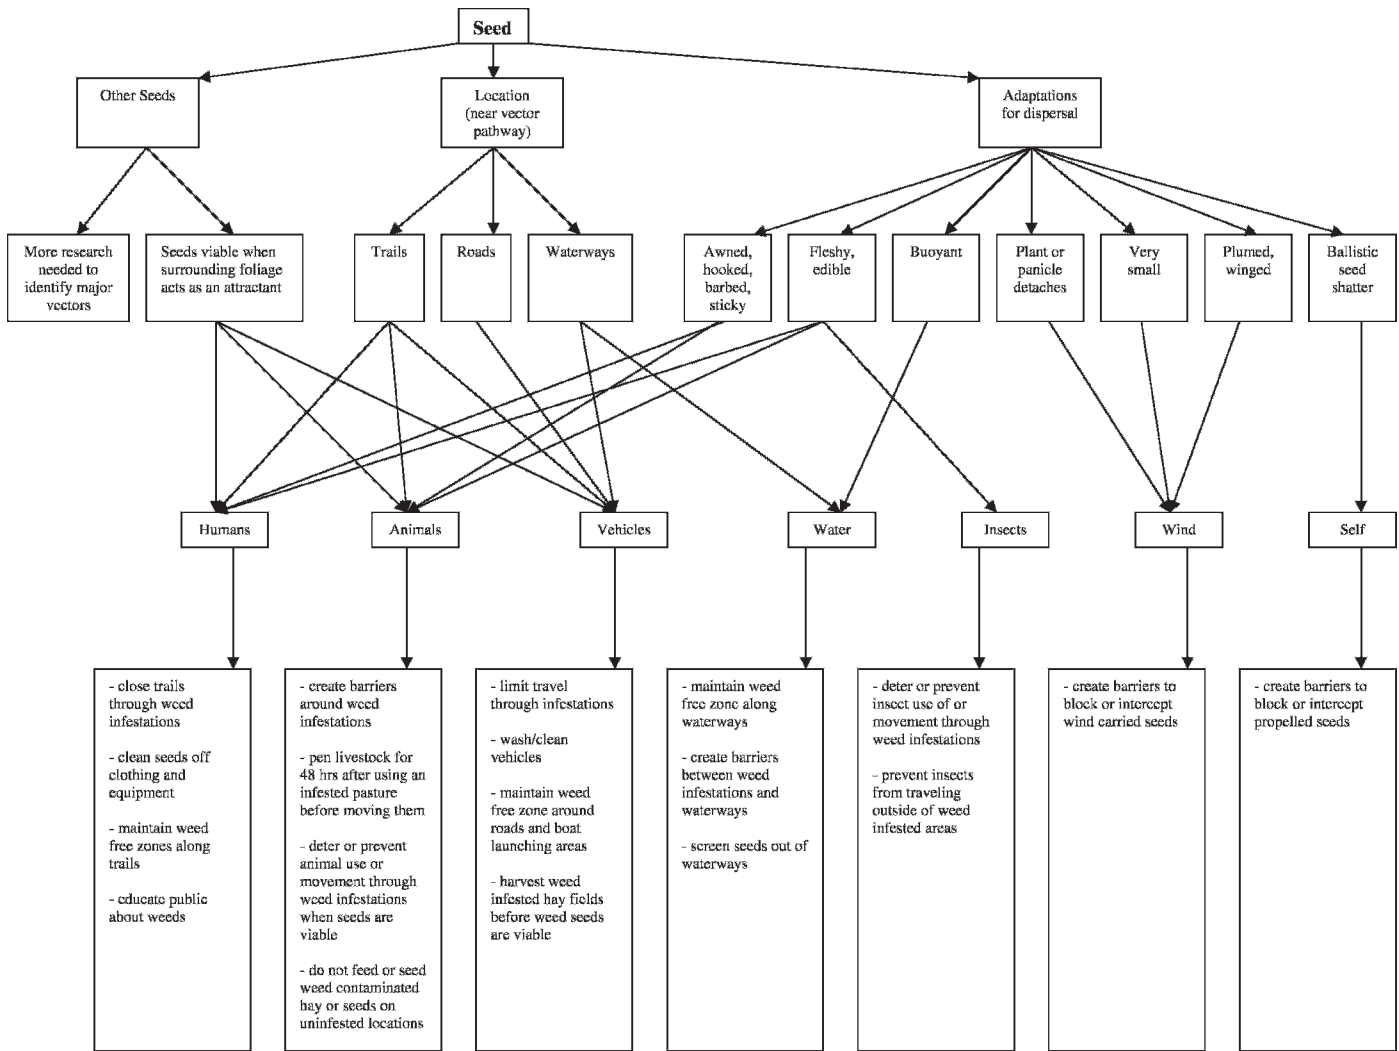 Seed
Other Seeds
Location
(near vector
pathway)
Adaptations
for dispersal
More research
needed to
identify major
vectors
Seeds viable when
surrounding foliage
acts as an attractant
Trails
Roads
Waterways
Awned,
hooked,
barbed,
sticky
Fleshy,
edible
Buoyant
Plant or
panicle
detaches
Very
small
Plumed,
winged
Ballistic
seed
shatter
Humans
Animals
Vehicles
Water
Insects
Wind
Self
- close trails
through weed
infestations
- clean seeds off
clothing and
equipment
- maintain weed
free zones along
trails
- educate public
about weeds
- create barriers
around weed
infestations
- pen livestock for
48 hrs after using an
infested pasture
before moving them
- deter or prevent
animal use or
movement through
weed infestations
when seeds are
viable
- do not feed or seed
weed contaminated
hay or seeds on
uninfested locations
- limit travel
through infestations
- wash/clean
vehicles
- maintain weed
free zone around
roads and boat
launching areas
- harvest weed
infested hay fields
before weed seeds
are viable
- maintain weed
free zone along
waterways
- create barriers
between weed
infestations and
waterways
- screen seeds out of
waterways
- deter or prevent
insect use of or
movement through
weed infestations
- prevent insects
from traveling
outside of weed
infested areas
- create barriers to
block or intercept
wind carried seeds
- create barriers to
block or intercept
propelled seeds